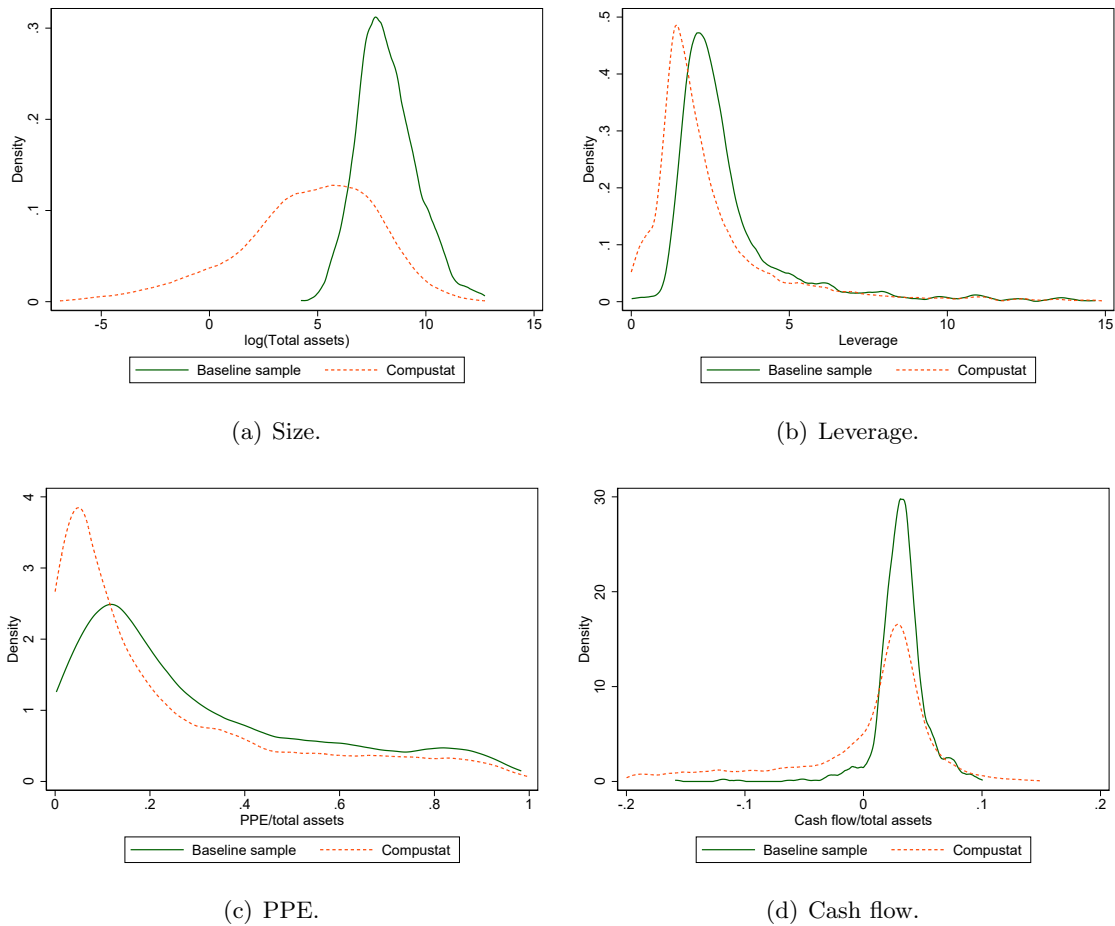 Density
0 .1 .2 .3
-5 0 5 10 15
log(Total assets)
Baseline sample Compustat
(a) Size.
Density
0 .1 .2 .3 .4 .5
0 5 10 15
Leverage
Baseline sample Compustat
(b) Leverage.
Density
0 1 2 3 4
0 .2 .4 .6 .8 1
PPE/total assets
Baseline sample Compustat
(c) PPE.
Density
0 10 20 30
-.2 -.1 0 .1 .2
Cash flow/total assets
Baseline sample Compustat
(d) Cash flow.